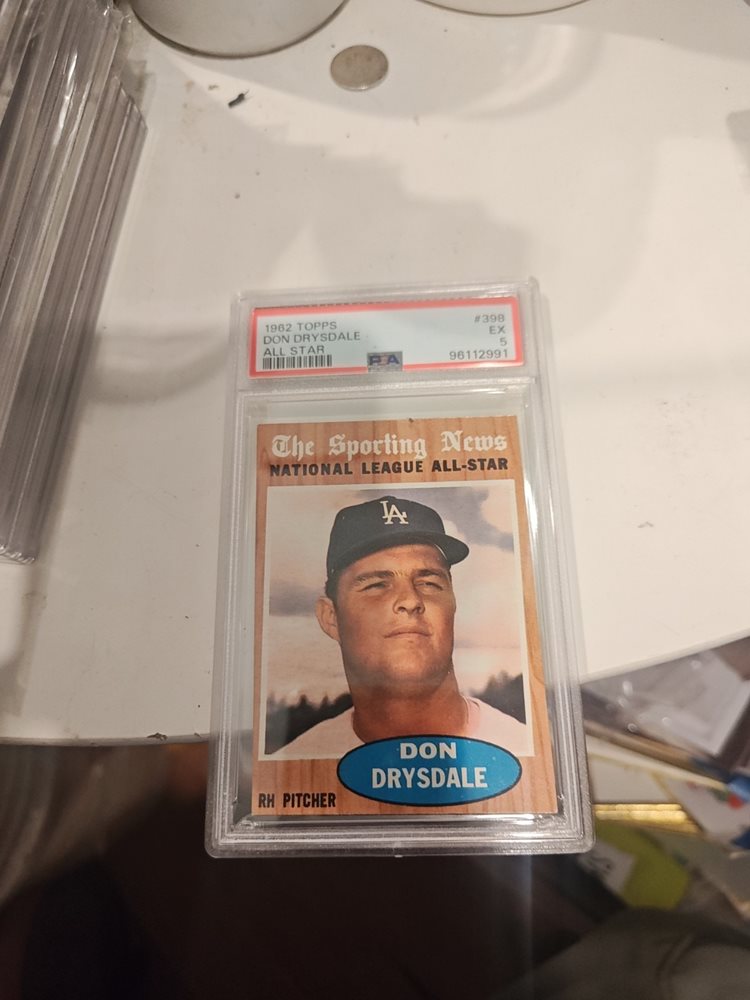 1962 TOPPS #398
DON DRYSDALE EX
ALL STAR 5
PSA 96112991
The Sporting News
NATIONAL LEAGUE ALL-STAR
LA
DON
DRYSDALE
RH PITCHER